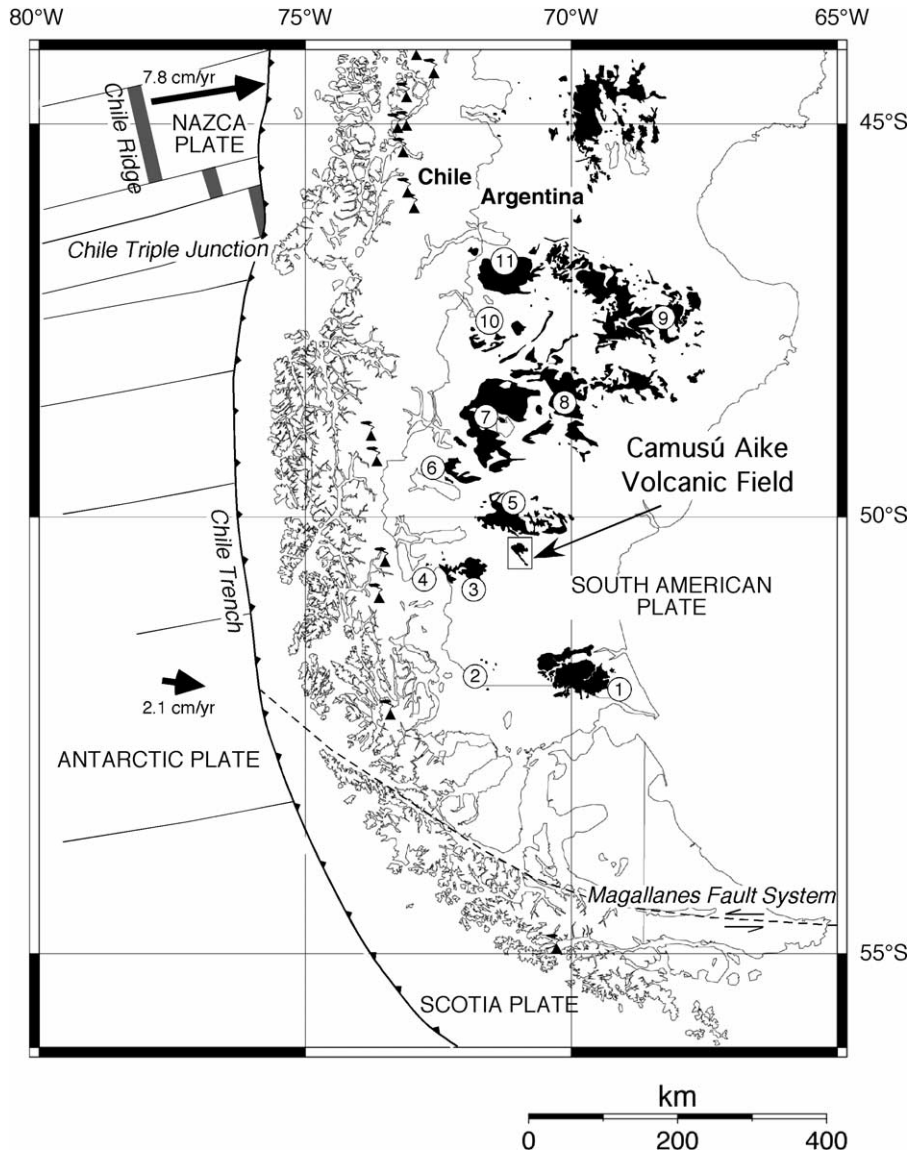 80°W
75°W
70°W
65°W
7.8 cm/yr
Chile Ridge
NAZCA
PLATE
45°S
Chile
Argentina
Chile Triple Junction
11
10
9
8
7
Camusú Aike
Volcanic Field
6
5
50°S
Chile Trench
4
3
SOUTH AMERICAN
PLATE
2
1
2.1 cm/yr
ANTARCTIC PLATE
Magallanes Fault System
55°S
SCOTIA PLATE
km
0
200
400